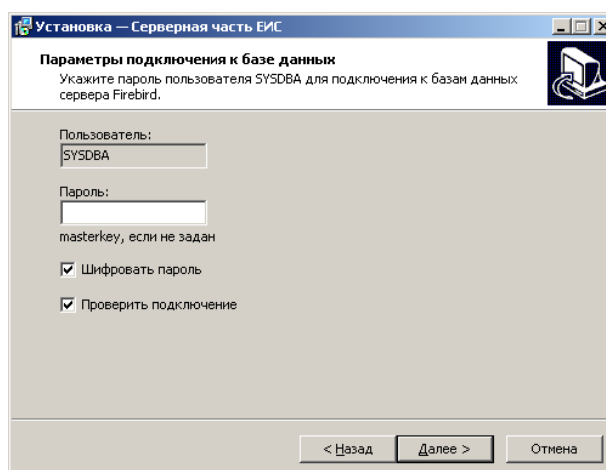 Установка — Серверная часть ЕИС
Параметры подключения к базе данных
Укажите пароль пользователя SYSDBA для подключения к базам данных
сервера Firebird.
Пользователь:
SYSDBA
Пароль:
masterkey, если не задан
Шифровать пароль
Проверить подключение
< Назад
Далее >
Отмена